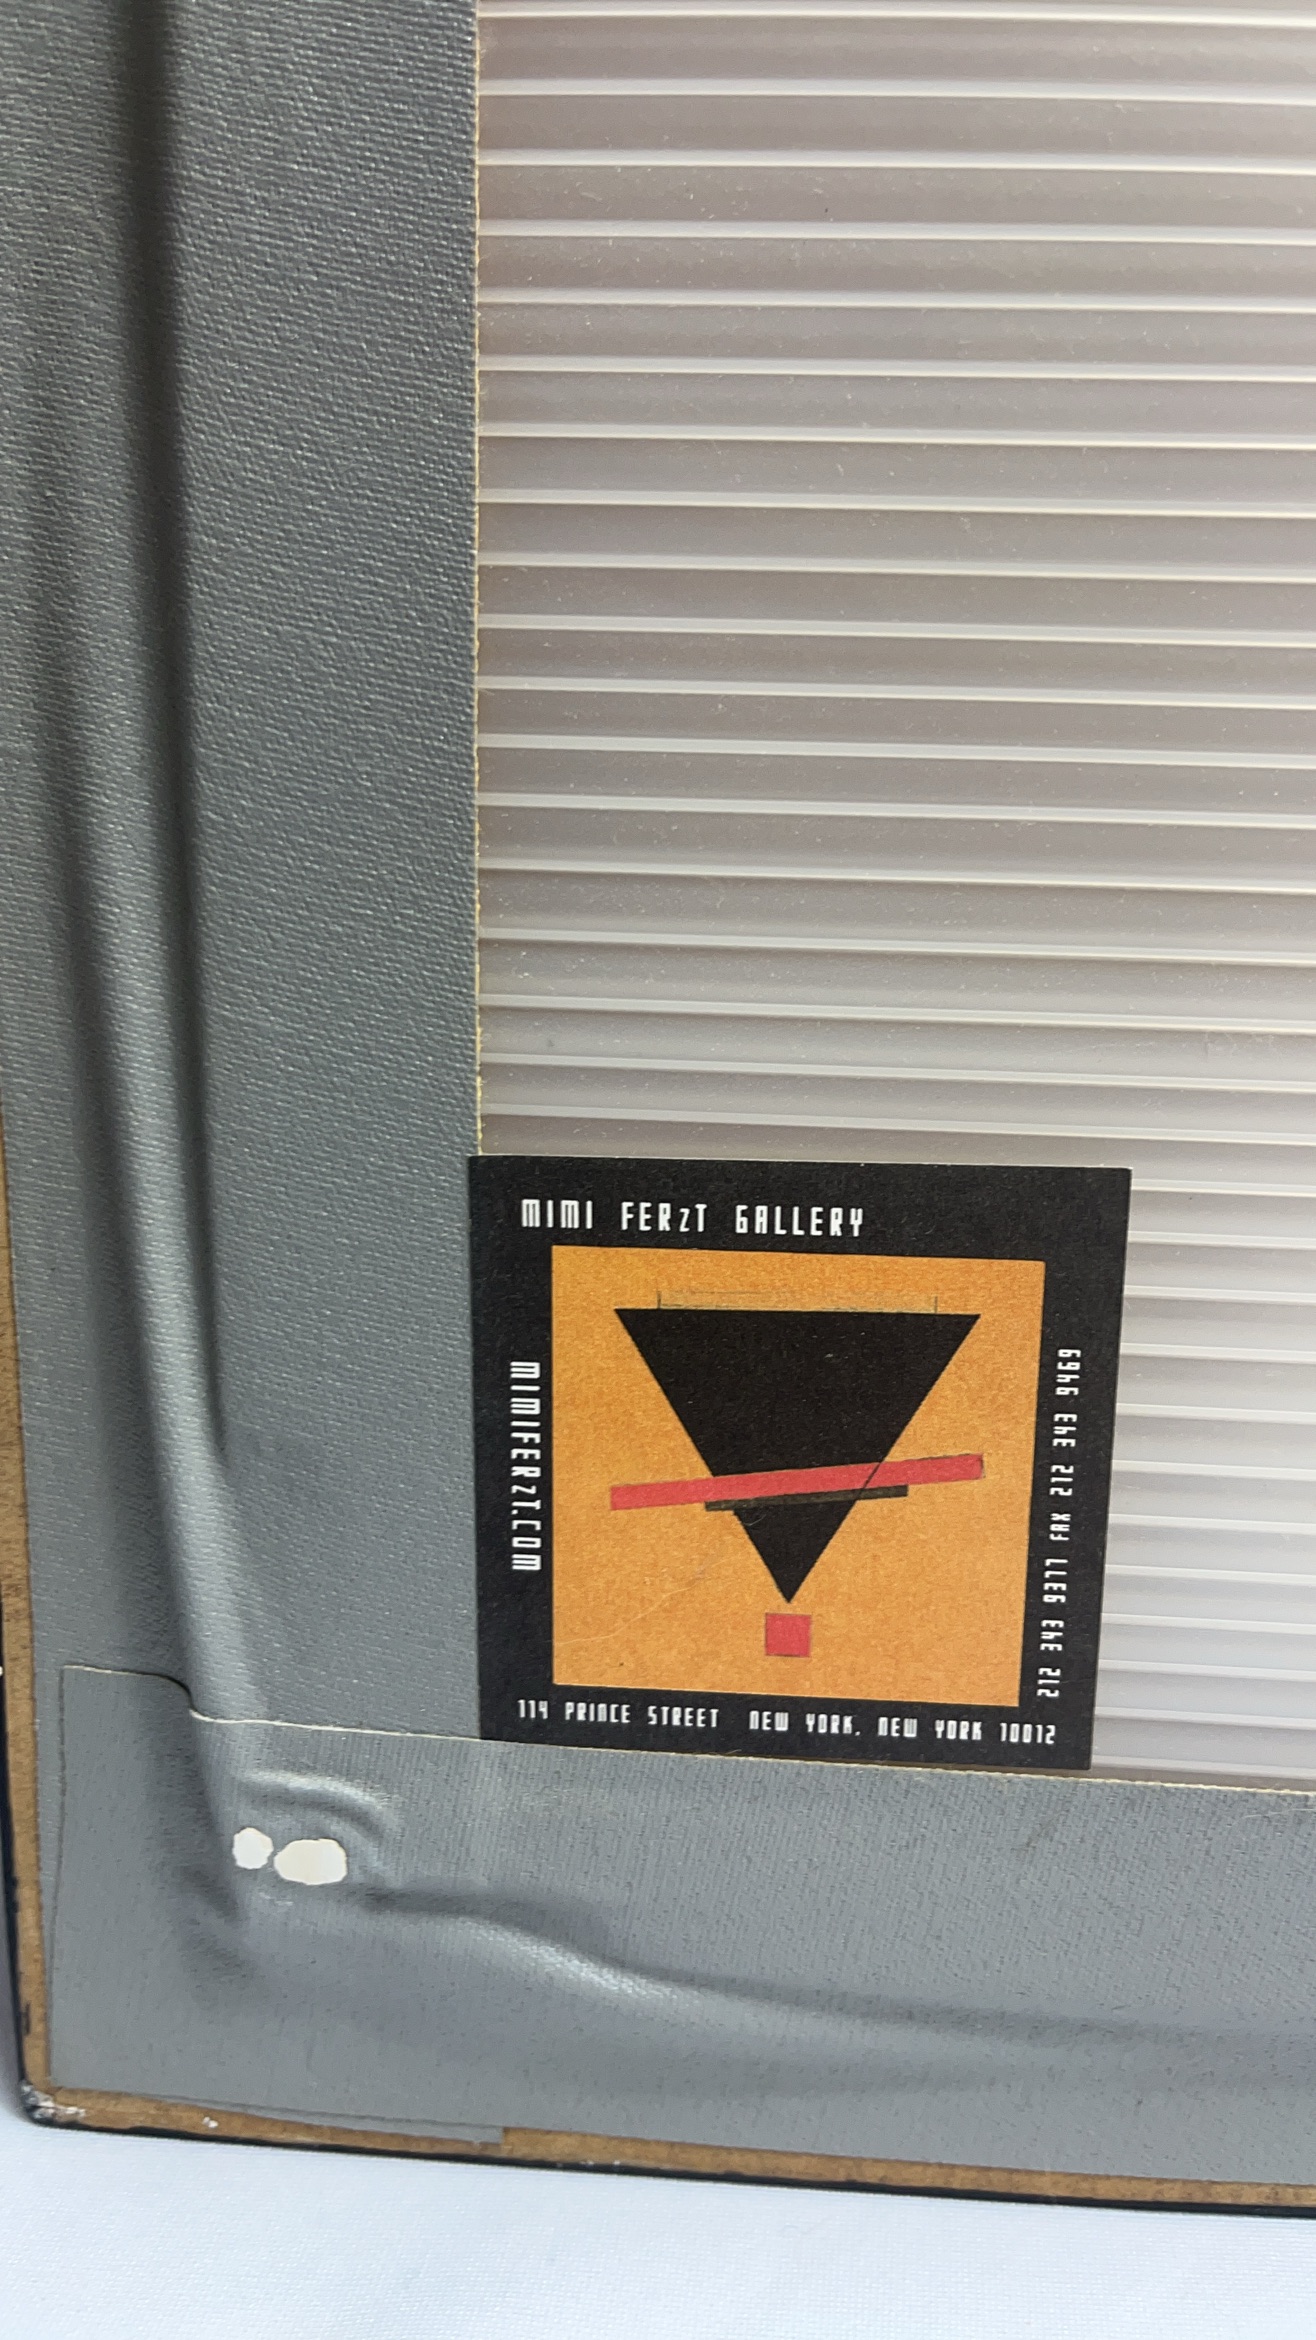 MIMI FERzT GALLERY
MIMIFERzT.COM
212 343 9377 FAX 212 343 9499
114 PRINCE STREET NEW YORK, NEW YORK 10012